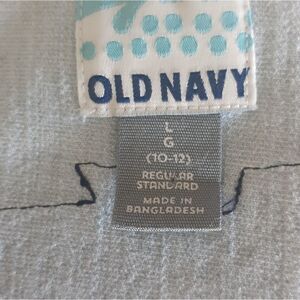 OLD NAVY
L
G
(10-12)
REGULAR
STANDARD
MADE IN
BANGLADESH